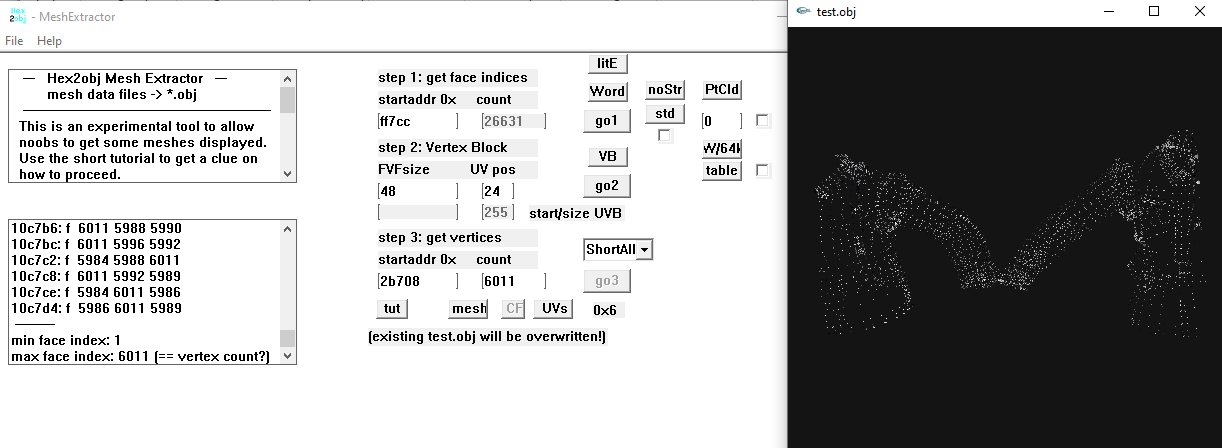 Hex
2obj - MeshExtractor
File Help
— Hex2obj Mesh Extractor —
mesh data files -> *.obj
This is an experimental tool to allow
noobs to get some meshes displayed.
Use the short tutorial to get a clue on
how to proceed.
10c7b6: f 6011 5988 5990
10c7bc: f 6011 5996 5992
10c7c2: f 5984 5988 6011
10c7c8: f 6011 5992 5989
10c7ce: f 5984 6011 5986
10c7d4: f 5986 6011 5989
min face index: 1
max face index: 6011 (== vertex count?)
step 1: get face indices
startaddr 0x count
ff7cc 26631
step 2: Vertex Block
FVFsize UV pos
48 24
255 start/size UVB
step 3: get vertices
startaddr 0x count
2b708 6011
tut mesh CF UVs 0x6
(existing test.obj will be overwritten!)
litE
Word
go1
VB
go2
ShortAll
go3
noStr
std
PtCld
0
W/64k
table
test.obj